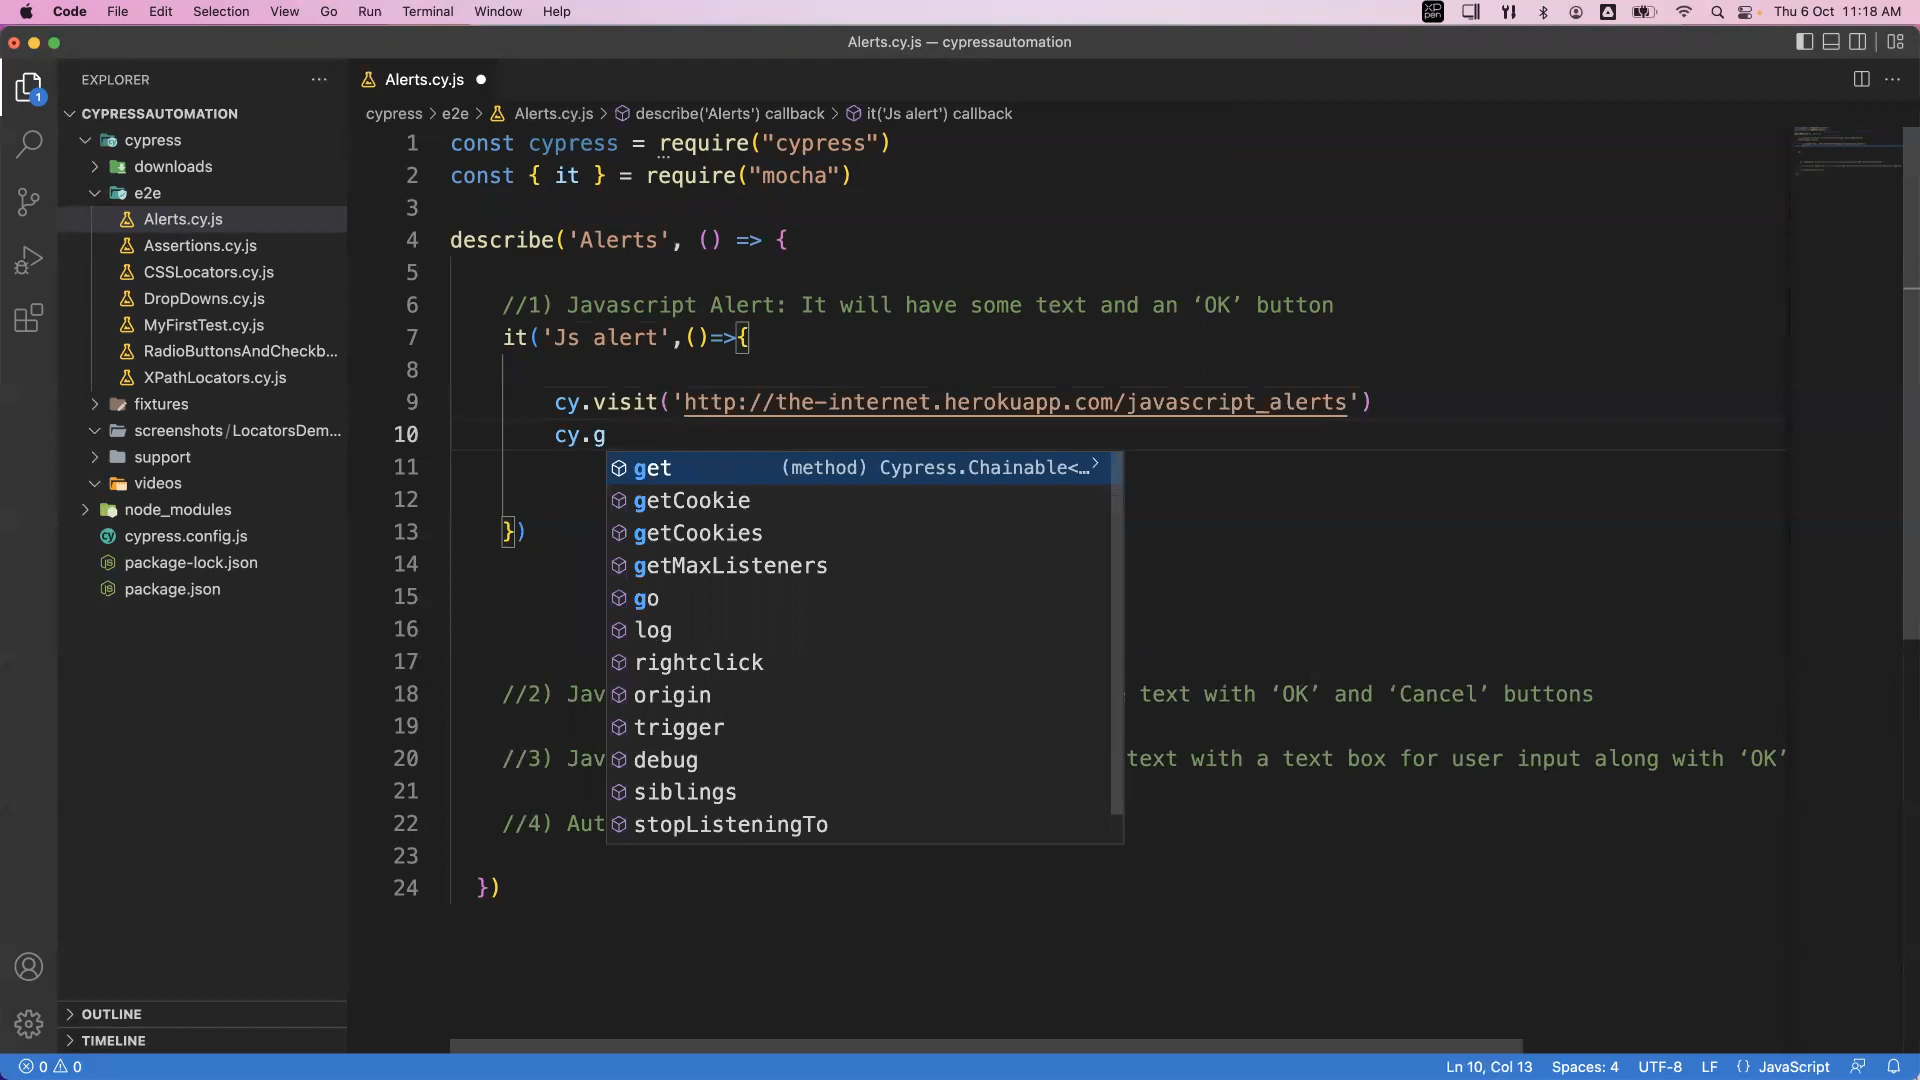 Code File Edit Selection View Go Run Terminal Window Help
XP pen
Thu 6 Oct 11:18 AM
Alerts.cy.js — cypressautomation
1
EXPLORER
CYPRESSAUTOMATION
cypress
downloads
e2e
Alerts.cy.js
Assertions.cy.js
CSSLocators.cy.js
DropDowns.cy.js
MyFirstTest.cy.js
RadioButtonsAndCheckb...
XPathLocators.cy.js
fixtures
screenshots/LocatorsDem...
support
videos
node_modules
cypress.config.js
package-lock.json
package.json
OUTLINE
TIMELINE
Alerts.cy.js
cypress > e2e > Alerts.cy.js > describe('Alerts') callback > it('Js alert') callback
1 const cypress = require("cypress")
2 const { it } = require("mocha")
3
4 describe('Alerts', () => {
5
6 //1) Javascript Alert: It will have some text and an ‘OK’ button
7 it('Js alert',()=>{
8
9 cy.visit('http://the-internet.herokuapp.com/javascript_alerts')
10 cy.g
11
12
13 })
14
15
16
17
18 //2) Jav text with ‘OK’ and ‘Cancel’ buttons
19
20 //3) Jav text with a text box for user input along with ‘OK’
21
22 //4) Aut
23
24 })
get (method) Cypress.Chainable<…>
getCookie
getCookies
getMaxListeners
go
log
rightclick
origin
trigger
debug
siblings
stopListeningTo
0 0
Ln 10, Col 13 Spaces: 4 UTF-8 LF {} JavaScript